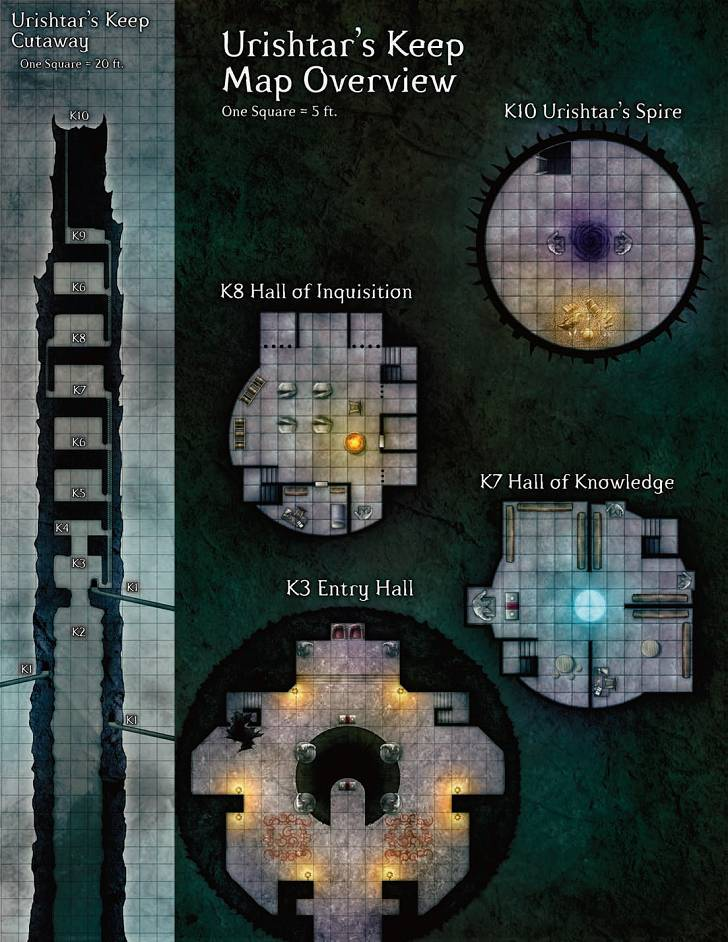 Urishtar's Keep
Cutaway
One Square = 20 ft.
K10
K9
K6
K8
K7
K6
K5
K4
K3
K1
K2
K1
K1
Urishtar's Keep
Map Overview
One Square = 5 ft.
K10 Urishtar's Spire
K8 Hall of Inquisition
K7 Hall of Knowledge
K3 Entry Hall